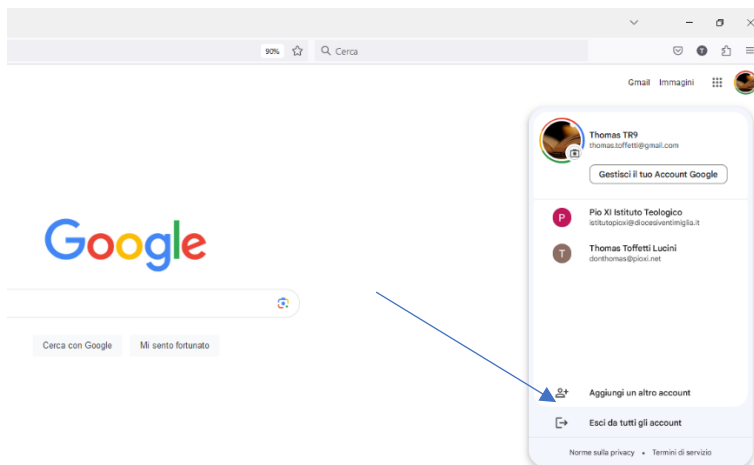 90%
Cerca
T
Gmail Immagini
Thomas TR9
thomas.toffetti@gmail.com
Gestisci il tuo Account Google
P
Pio XI Istituto Teologico
istitutopioxi@diocesiventimiglia.it
T
Thomas Toffetti Lucini
donthomas@pioxi.net
Google
Cerca con Google Mi sento fortunato
Aggiungi un altro account
Esci da tutti gli account
Norme sulla privacy • Termini di servizio